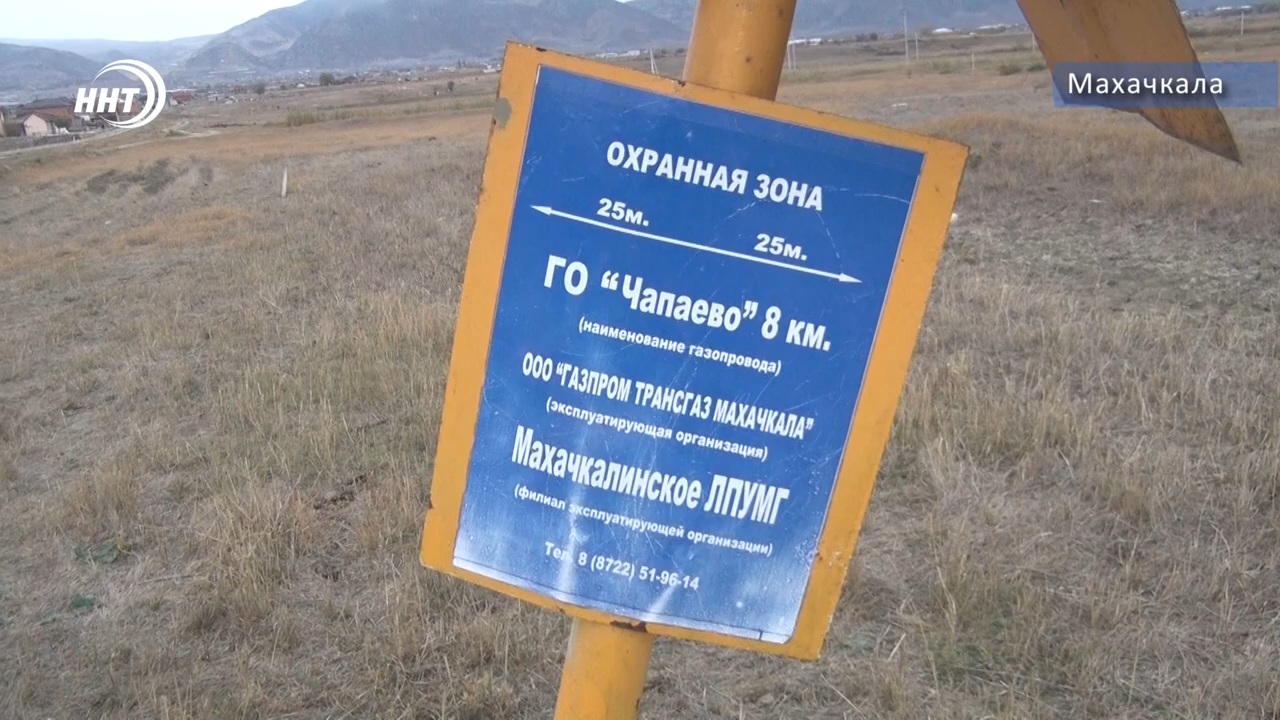 ННТ
Махачкала
ОХРАННАЯ ЗОНА
25м. 25м.
ГО “Чапаево” 8 км.
(наименование газопровода)
ООО “ГАЗПРОМ ТРАНСГАЗ МАХАЧКАЛА”
(эксплуатирующая организация)
Махачкалинское ЛПУМГ
(филиал эксплуатирующей организации)
Тел. 8 (8722) 51-96-14